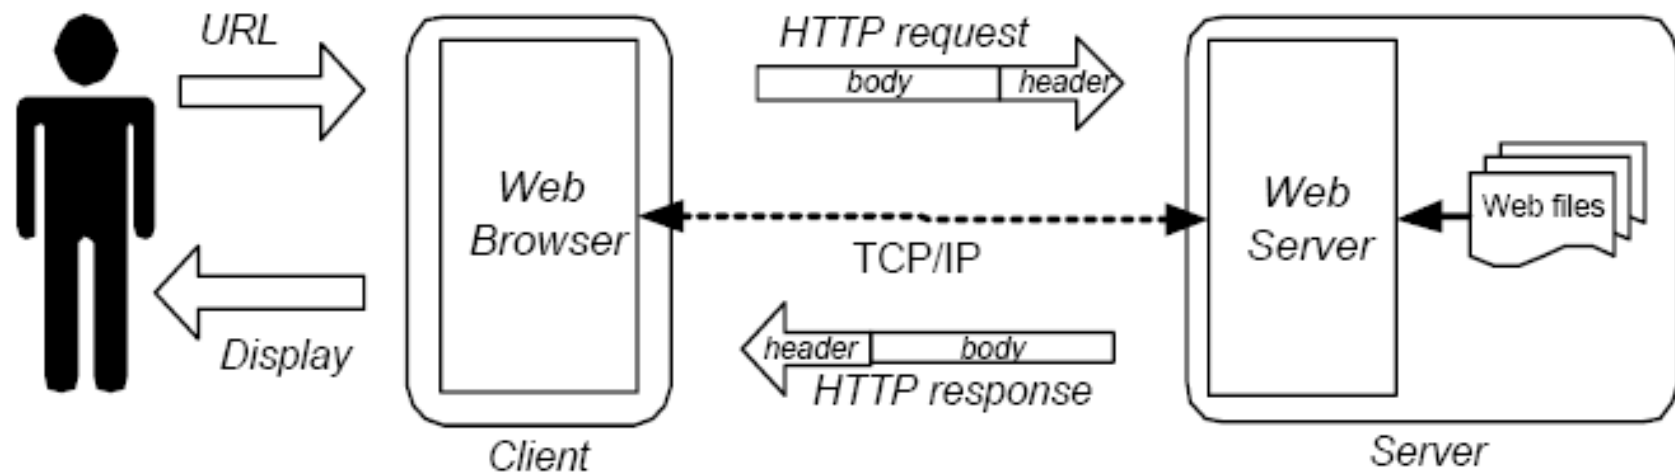 URL
HTTP request
body header
Web
Browser
Web
Server
Web files
TCP/IP
Display
header body
HTTP response
Client
Server